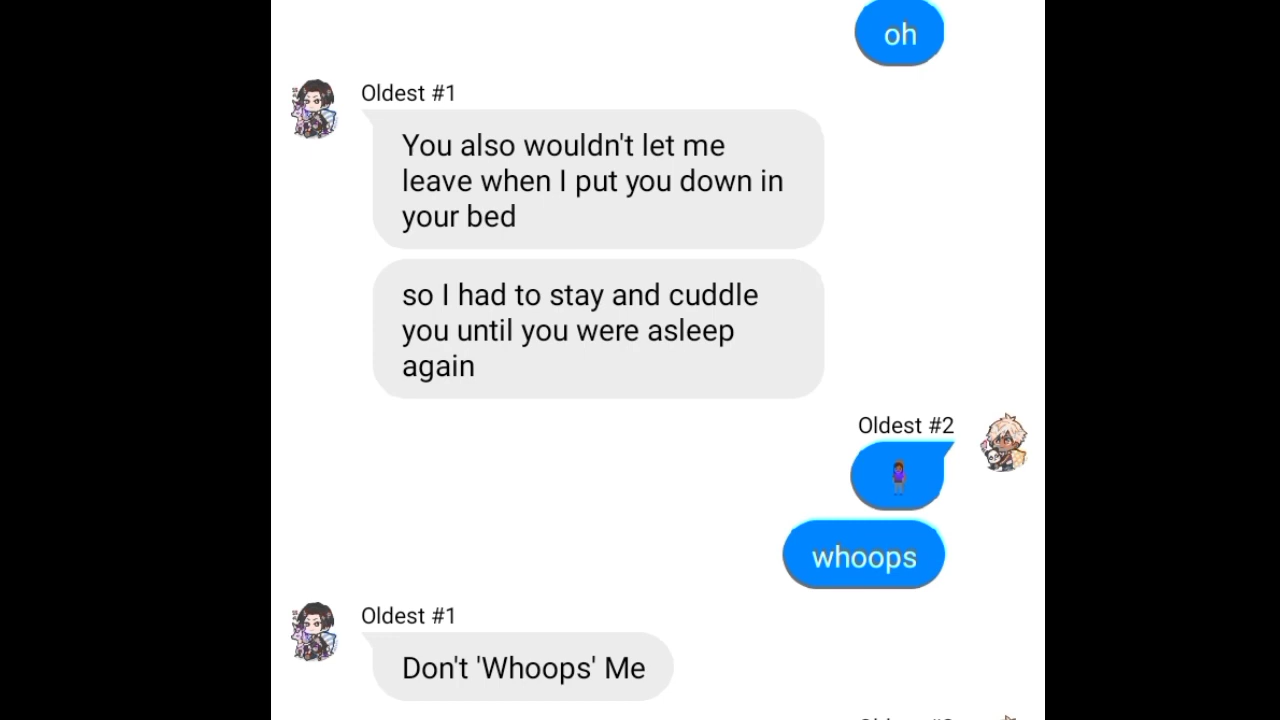 oh
Oldest #1
You also wouldn't let me
leave when I put you down in
your bed
so I had to stay and cuddle
you until you were asleep
again
Oldest #2
🧍🏾‍♀️
whoops
Oldest #1
Don't 'Whoops' Me